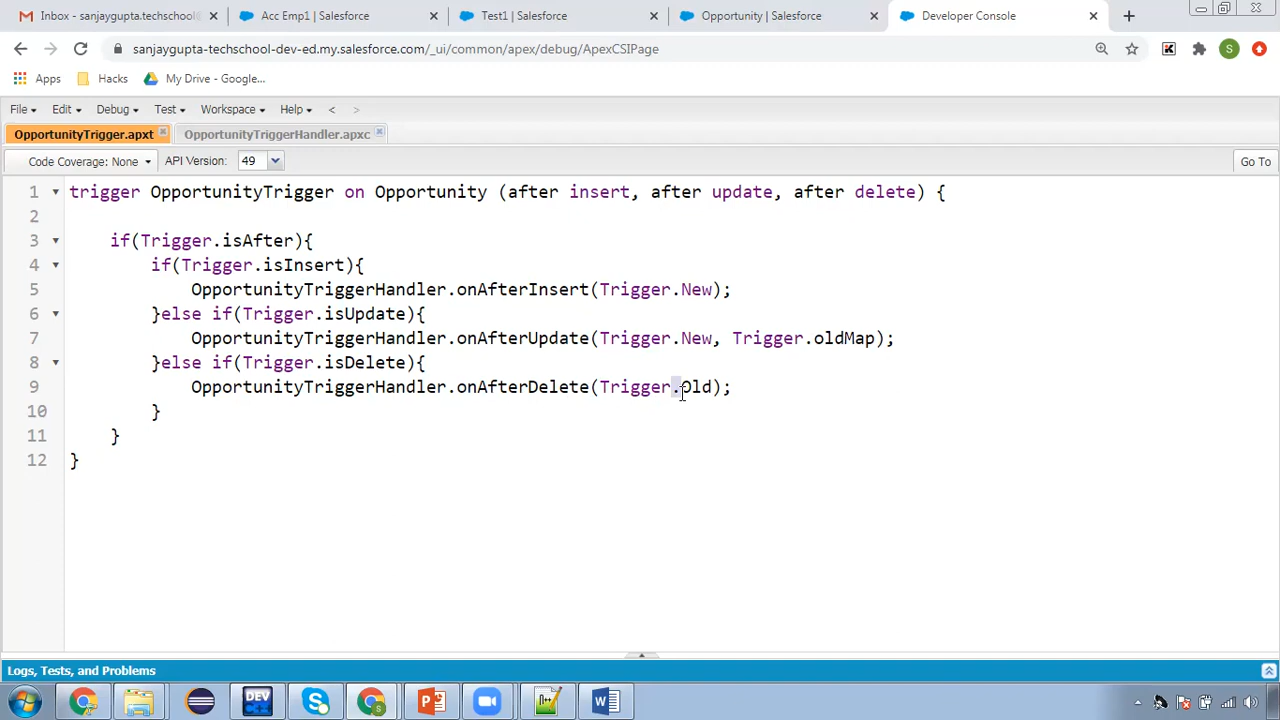 Inbox - sanjaygupta.techschool@
Acc Emp1 | Salesforce
Test1 | Salesforce
Opportunity | Salesforce
Developer Console
sanjaygupta-techschool-dev-ed.my.salesforce.com/_ui/common/apex/debug/ApexCSIPage
S
Apps
Hacks
My Drive - Google...
File
Edit
Debug
Test
Workspace
Help
<
>
OpportunityTrigger.apxt
OpportunityTriggerHandler.apxc
Code Coverage: None
API Version:
49
Go To
1 trigger OpportunityTrigger on Opportunity (after insert, after update, after delete) {
2
3 if(Trigger.isAfter){
4 if(Trigger.isInsert){
5 OpportunityTriggerHandler.onAfterInsert(Trigger.New);
6 }else if(Trigger.isUpdate){
7 OpportunityTriggerHandler.onAfterUpdate(Trigger.New, Trigger.oldMap);
8 }else if(Trigger.isDelete){
9 OpportunityTriggerHandler.onAfterDelete(Trigger.Old);
10 }
11 }
12 }
Logs, Tests, and Problems
DEV
C++